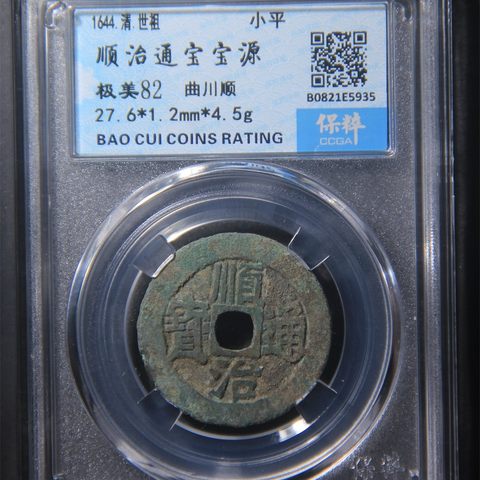 1644.清.世祖 小平
顺治通宝宝源
极美82 曲川顺
27.6*1.2mm*4.5g
BAO CUI COINS RATING
B0821E5935
保粹
CCGA
順
寶 通
治